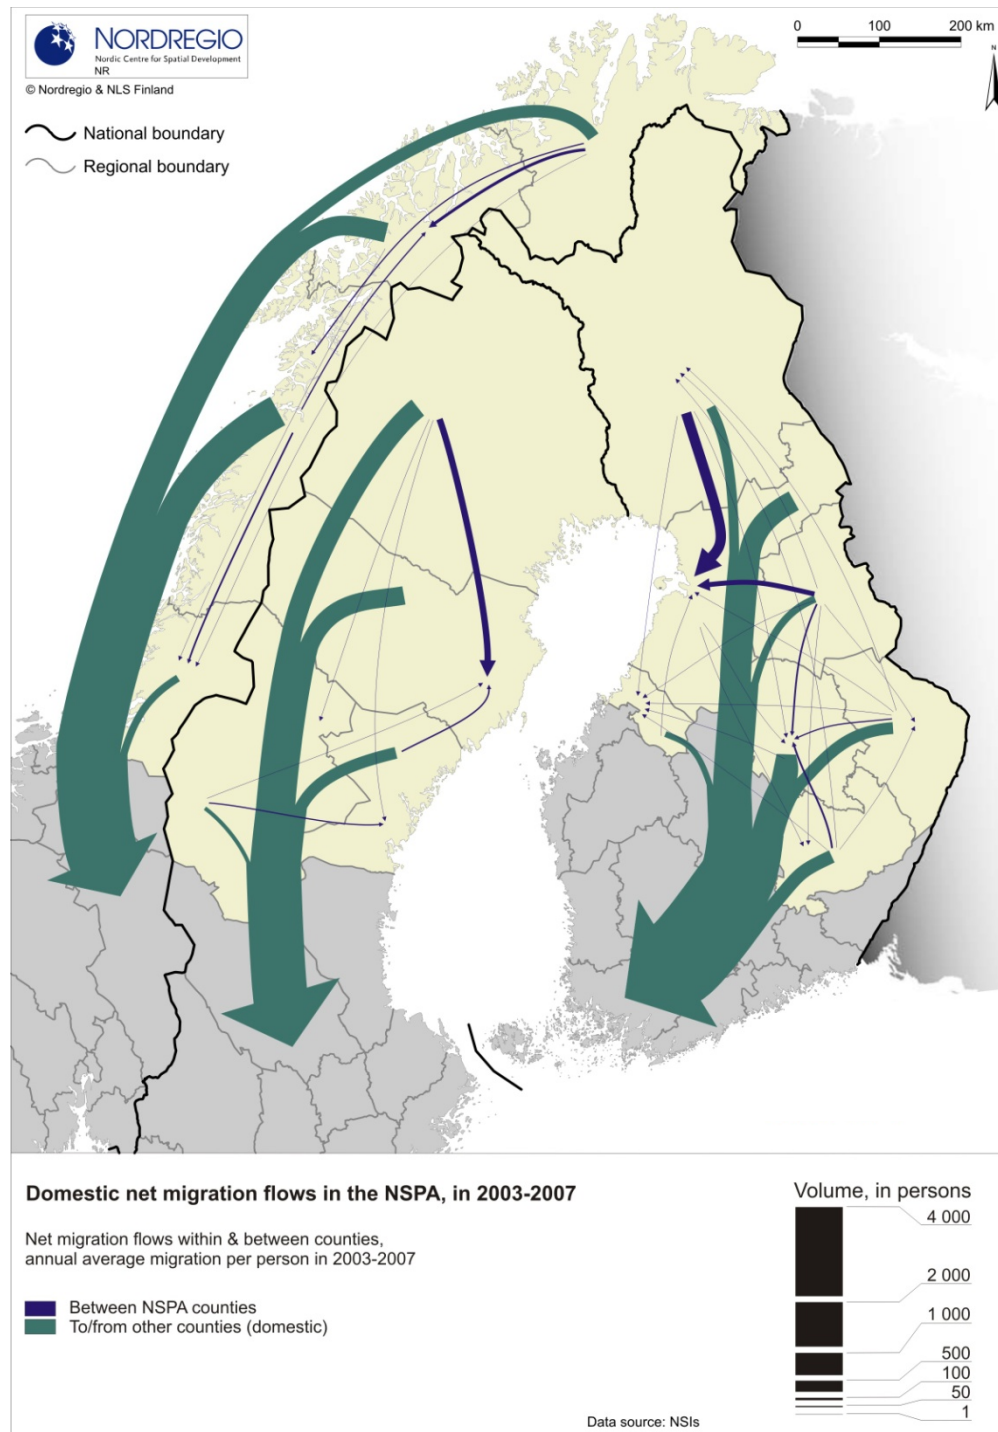 NORDREGIO
Nordic Centre for Spatial Development
NR
© Nordregio & NLS Finland
National boundary
Regional boundary
0 100 200 km
N
Domestic net migration flows in the NSPA, in 2003-2007
Net migration flows within & between counties,
annual average migration per person in 2003-2007
Between NSPA counties
To/from other counties (domestic)
Volume, in persons
4 000
2 000
1 000
500
100
50
1
Data source: NSIs